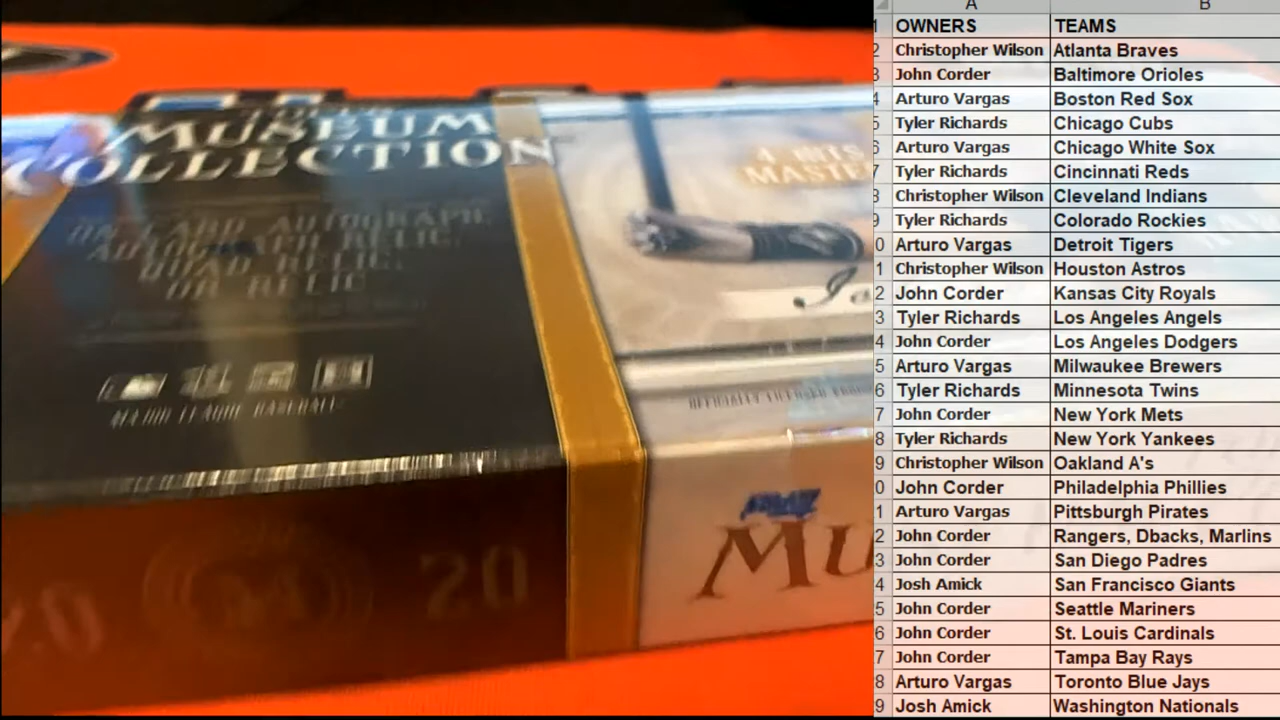 MUSEUM
COLLECTION
ON-CARD AUTOGRAPH,
AUTOGRAPH RELIC,
QUAD RELIC,
OR RELIC
MAJOR LEAGUE BASEBALL
4 HITS
MASTER
Ja
OFFICIALLY LICENSED PRODUCT
20
20
MU
A B
1 OWNERS TEAMS
2 Christopher Wilson Atlanta Braves
3 John Corder Baltimore Orioles
4 Arturo Vargas Boston Red Sox
5 Tyler Richards Chicago Cubs
6 Arturo Vargas Chicago White Sox
7 Tyler Richards Cincinnati Reds
8 Christopher Wilson Cleveland Indians
9 Tyler Richards Colorado Rockies
0 Arturo Vargas Detroit Tigers
1 Christopher Wilson Houston Astros
2 John Corder Kansas City Royals
3 Tyler Richards Los Angeles Angels
4 John Corder Los Angeles Dodgers
5 Arturo Vargas Milwaukee Brewers
6 Tyler Richards Minnesota Twins
7 John Corder New York Mets
8 Tyler Richards New York Yankees
9 Christopher Wilson Oakland A's
0 John Corder Philadelphia Phillies
1 Arturo Vargas Pittsburgh Pirates
2 John Corder Rangers, Dbacks, Marlins
3 John Corder San Diego Padres
4 Josh Amick San Francisco Giants
5 John Corder Seattle Mariners
6 John Corder St. Louis Cardinals
7 John Corder Tampa Bay Rays
8 Arturo Vargas Toronto Blue Jays
9 Josh Amick Washington Nationals